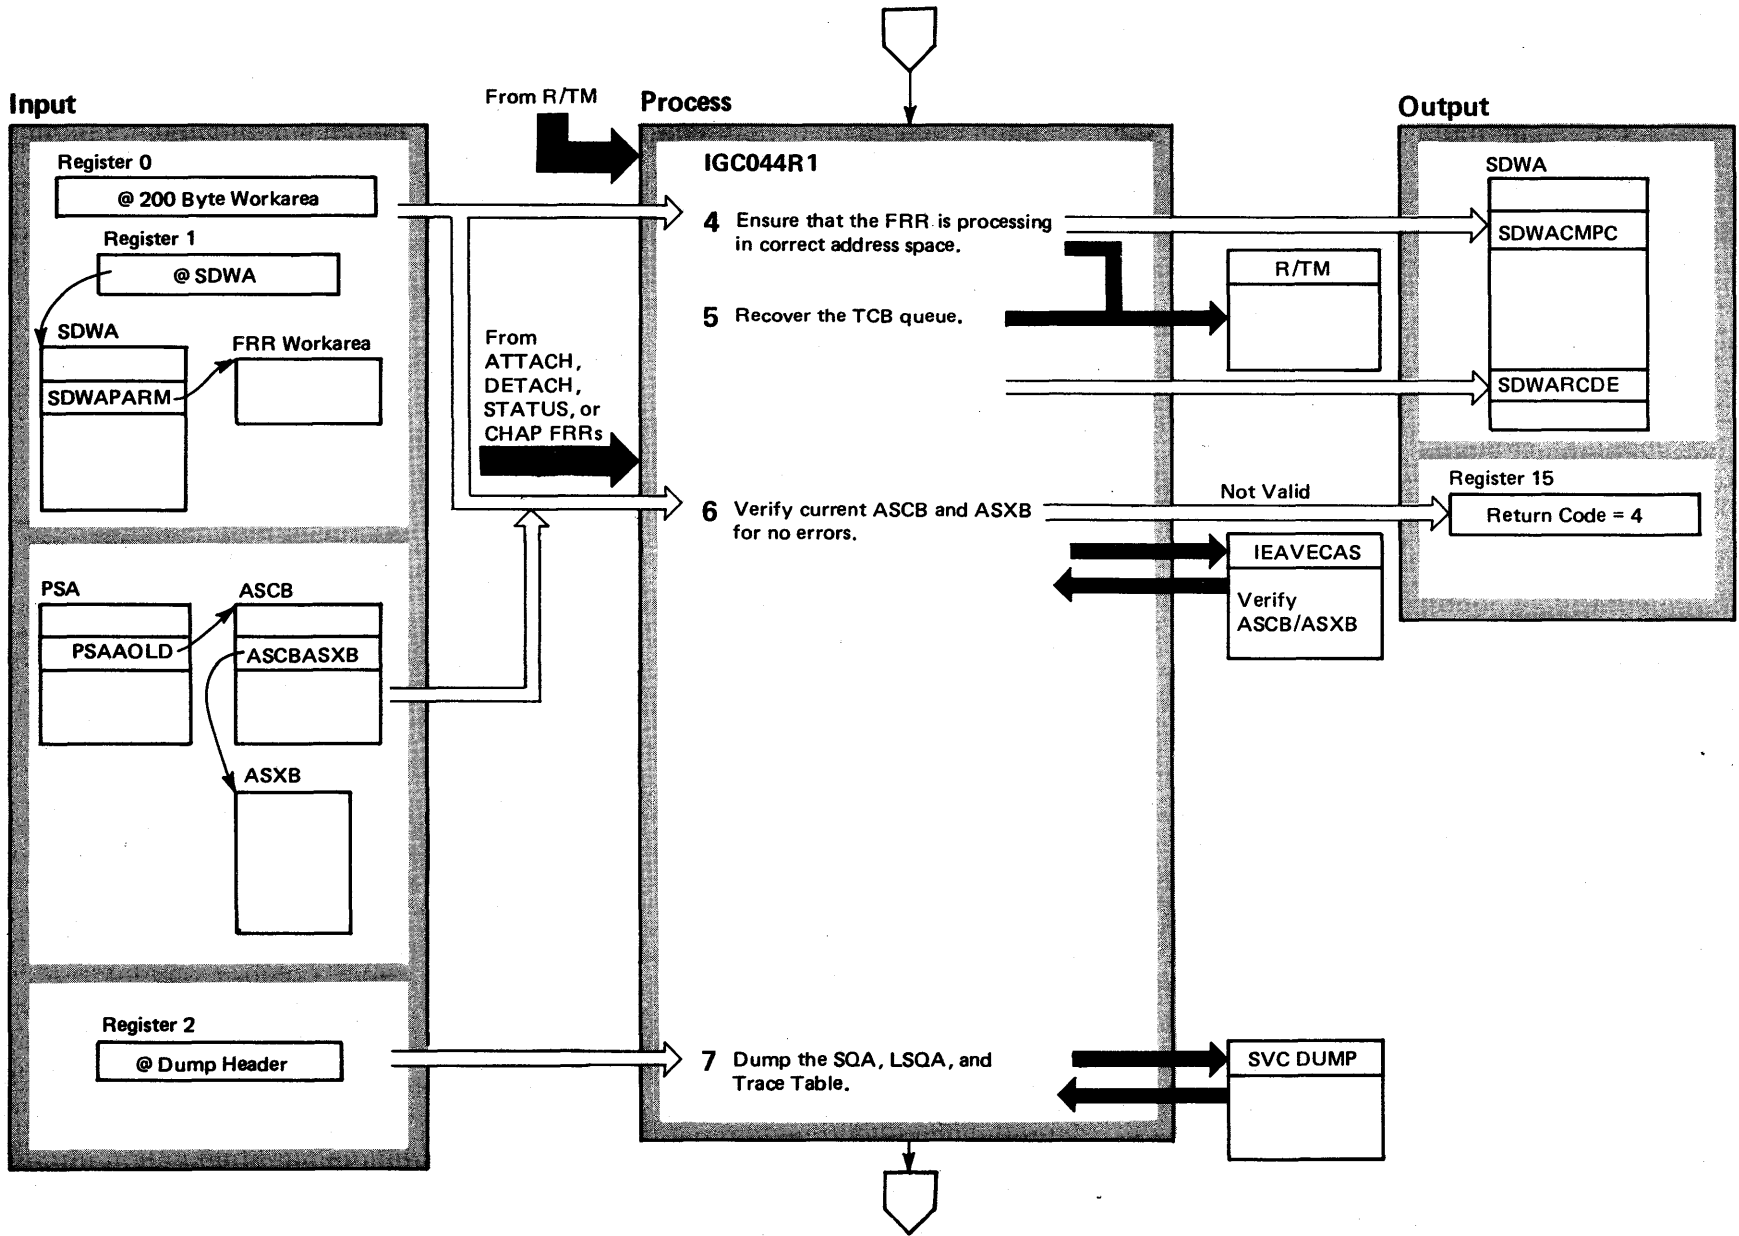 Input
Register 0
@ 200 Byte Workarea
Register 1
@ SDWA
SDWA
SDWAPARM
FRR Workarea
PSA
PSAAOLD
ASCB
ASCBASXB
ASXB
Register 2
@ Dump Header
From R/TM
From
ATTACH,
DETACH,
STATUS, or
CHAP FRRs
Process
IGC044R1
4 Ensure that the FRR is processing
in correct address space.
5 Recover the TCB queue.
6 Verify current ASCB and ASXB
for no errors.
7 Dump the SQA, LSQA, and
Trace Table.
R/TM
Not Valid
IEAVECAS
Verify
ASCB/ASXB
SVC DUMP
Output
SDWA
SDWACMPC
SDWARCDE
Register 15
Return Code = 4